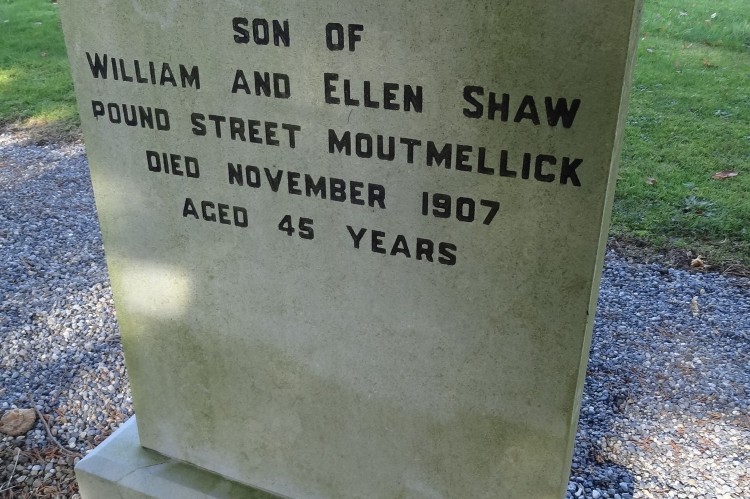 SON OF
WILLIAM AND ELLEN SHAW
POUND STREET MOUTMELLICK
DIED NOVEMBER 1907
AGED 45 YEARS